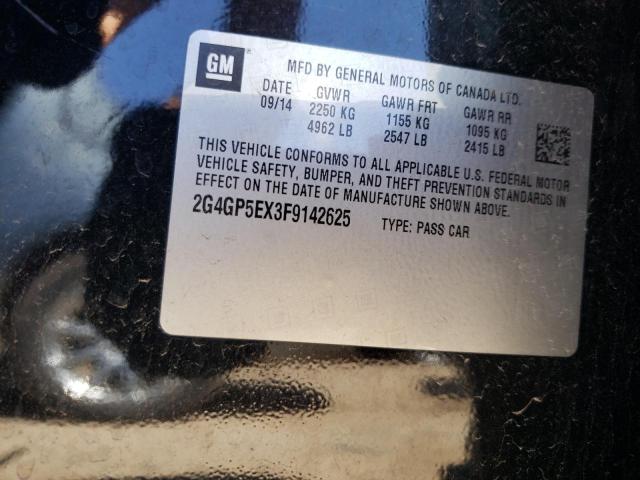 GM
MFD BY GENERAL MOTORS OF CANADA LTD.
DATE GVWR GAWR FRT GAWR RR
09/14 2250 KG 1155 KG 1095 KG
4962 LB 2547 LB 2415 LB
THIS VEHICLE CONFORMS TO ALL APPLICABLE U.S. FEDERAL MOTOR
VEHICLE SAFETY, BUMPER, AND THEFT PREVENTION STANDARDS IN
EFFECT ON THE DATE OF MANUFACTURE SHOWN ABOVE.
2G4GP5EX3F9142625 TYPE: PASS CAR